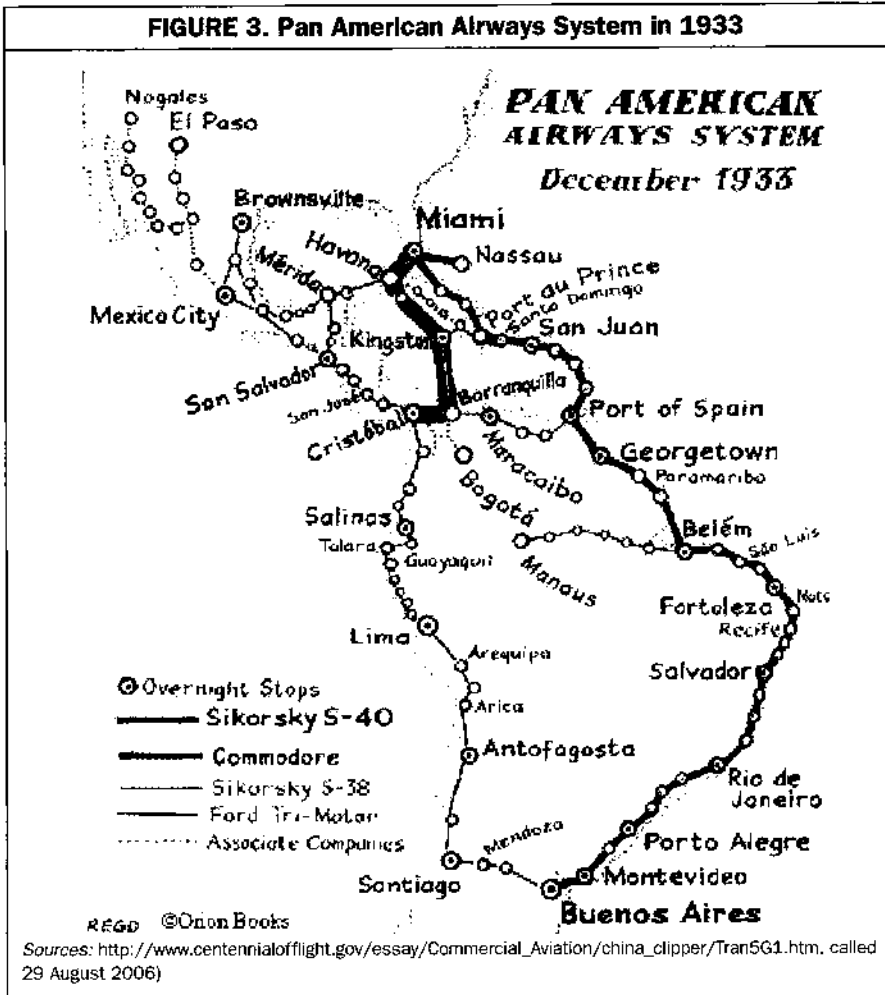 FIGURE 3. Pan American Airways System in 1933
PAN AMERICAN
AIRWAYS SYSTEM
December 1933
Nogales
El Paso
Brownsville
Miami
Havana
Nassau
Mérida
Port au Prince
Santo Domingo
Mexico City
Kingston
San Juan
San Salvador
San José
Barranquilla
Cristóbal
Port of Spain
Maracaibo
Georgetown
Bogotá
Paramaribo
Salinas
Belém
Talara
Guayaquil
Manaus
São Luis
Fortaleza
Recife
Lima
Arequipa
Salvador
Overnight Stops
Arica
Sikorsky S-40
Antofagosta
Commodore
Rio de
Janeiro
Sikorsky S-38
Ford Tri-Motor
Mendoza
Porto Alegre
Associate Companies
Santiago
Montevideo
Buenos Aires
REGD ©Orion Books
Sources: http://www.centennialofflight.gov/essay/Commercial_Aviation/china_clipper/Tran5G1.htm, called
29 August 2006)